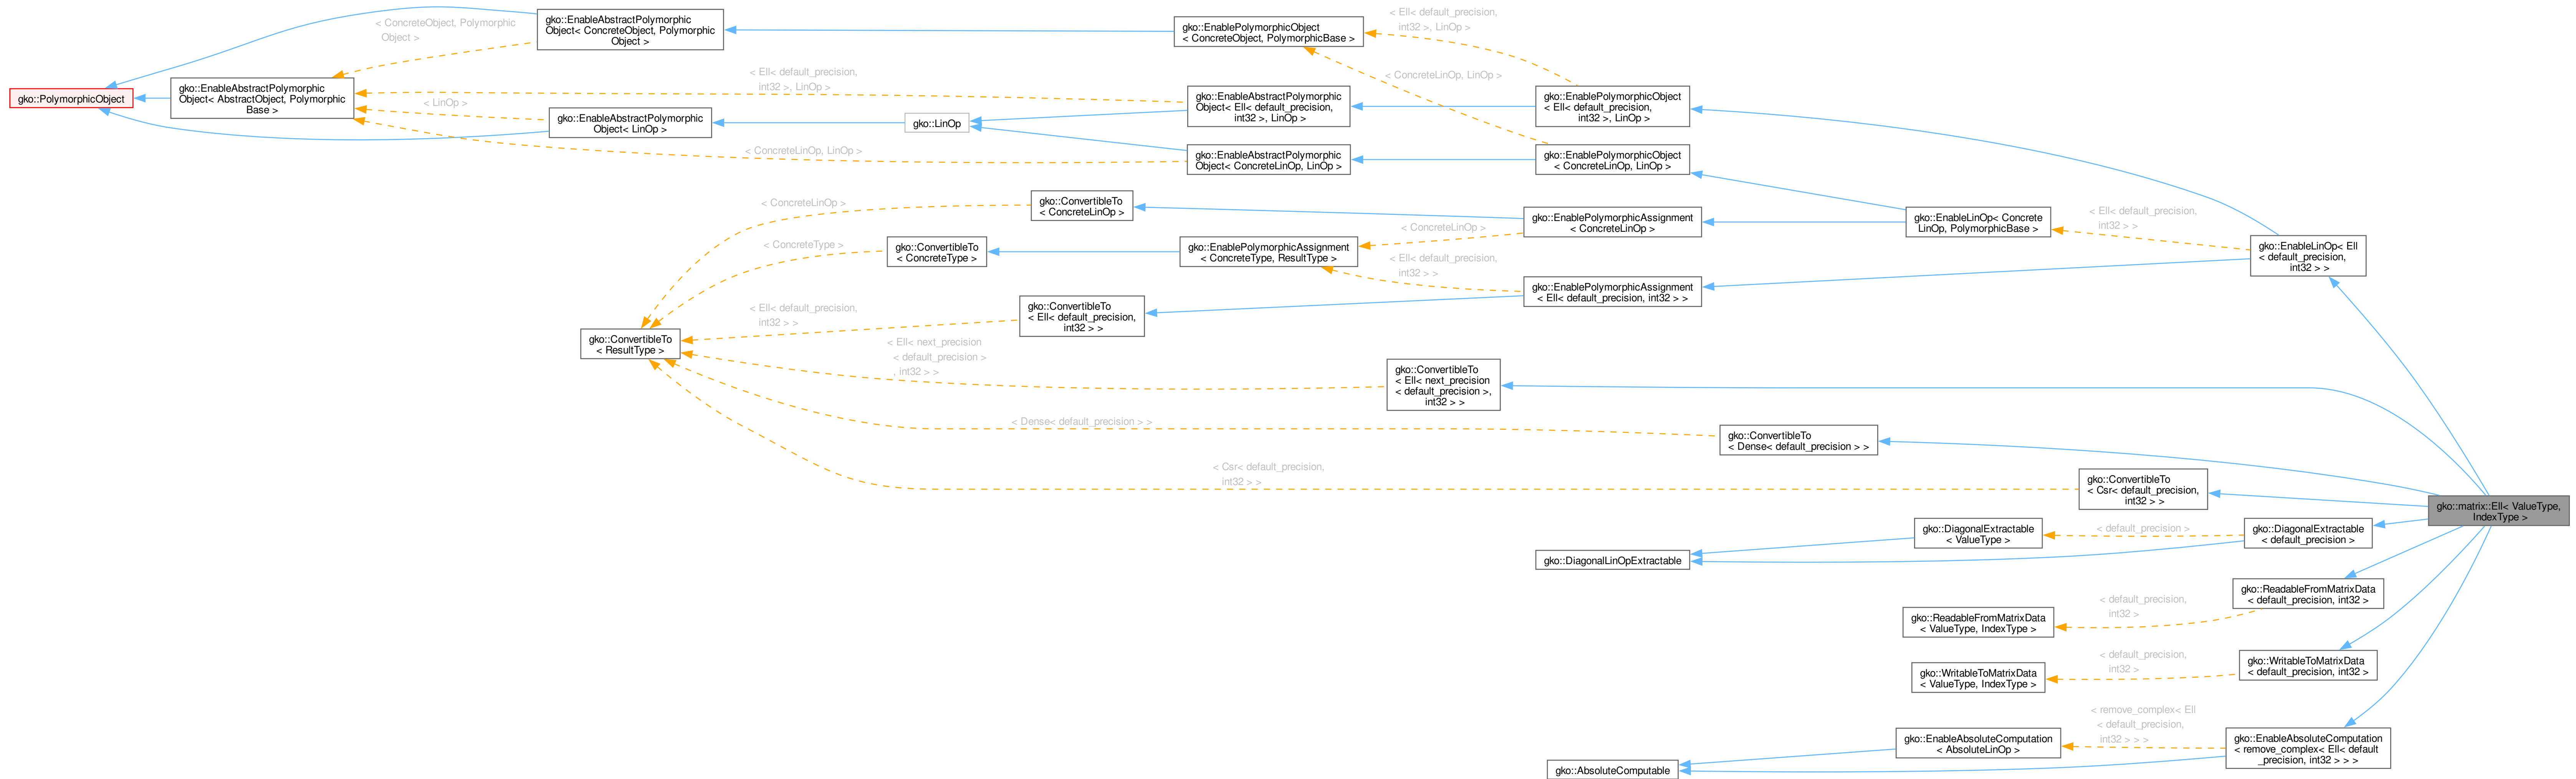 gko::PolymorphicObject
gko::EnableAbstractPolymorphic
Object< AbstractObject, Polymorphic
Base >
< ConcreteObject, Polymorphic
Object >
gko::EnableAbstractPolymorphic
Object< ConcreteObject, Polymorphic
Object >
gko::EnablePolymorphicObject
< ConcreteObject, PolymorphicBase >
< Ell< default_precision,
int32 >, LinOp >
< Ell< default_precision,
int32 >, LinOp >
< LinOp >
gko::EnableAbstractPolymorphic
Object< LinOp >
gko::LinOp
< ConcreteLinOp, LinOp >
gko::EnableAbstractPolymorphic
Object< Ell< default_precision,
int32 >, LinOp >
gko::EnableAbstractPolymorphic
Object< ConcreteLinOp, LinOp >
< ConcreteLinOp, LinOp >
gko::EnablePolymorphicObject
< Ell< default_precision,
int32 >, LinOp >
gko::EnablePolymorphicObject
< ConcreteLinOp, LinOp >
< ConcreteLinOp >
gko::ConvertibleTo
< ConcreteLinOp >
< ConcreteType >
gko::ConvertibleTo
< ConcreteType >
gko::EnablePolymorphicAssignment
< ConcreteType, ResultType >
< ConcreteLinOp >
gko::EnablePolymorphicAssignment
< ConcreteLinOp >
< Ell< default_precision,
int32 > >
gko::EnablePolymorphicAssignment
< Ell< default_precision, int32 > >
gko::EnableLinOp< Concrete
LinOp, PolymorphicBase >
< Ell< default_precision,
int32 > >
gko::EnableLinOp< Ell
< default_precision,
int32 > >
gko::ConvertibleTo
< ResultType >
< Ell< default_precision,
int32 > >
gko::ConvertibleTo
< Ell< default_precision,
int32 > >
< Ell< next_precision
< default_precision >
, int32 > >
gko::ConvertibleTo
< Ell< next_precision
< default_precision >,
int32 > >
< Dense< default_precision > >
gko::ConvertibleTo
< Dense< default_precision > >
< Csr< default_precision,
int32 > >
gko::ConvertibleTo
< Csr< default_precision,
int32 > >
gko::matrix::Ell< ValueType,
IndexType >
gko::DiagonalLinOpExtractable
gko::DiagonalExtractable
< ValueType >
< default_precision >
gko::DiagonalExtractable
< default_precision >
gko::ReadableFromMatrixData
< ValueType, IndexType >
< default_precision,
int32 >
gko::ReadableFromMatrixData
< default_precision, int32 >
gko::WritableToMatrixData
< ValueType, IndexType >
< default_precision,
int32 >
gko::WritableToMatrixData
< default_precision, int32 >
gko::AbsoluteComputable
gko::EnableAbsoluteComputation
< AbsoluteLinOp >
< remove_complex< Ell
< default_precision,
int32 > > >
gko::EnableAbsoluteComputation
< remove_complex< Ell< default
_precision, int32 > > >